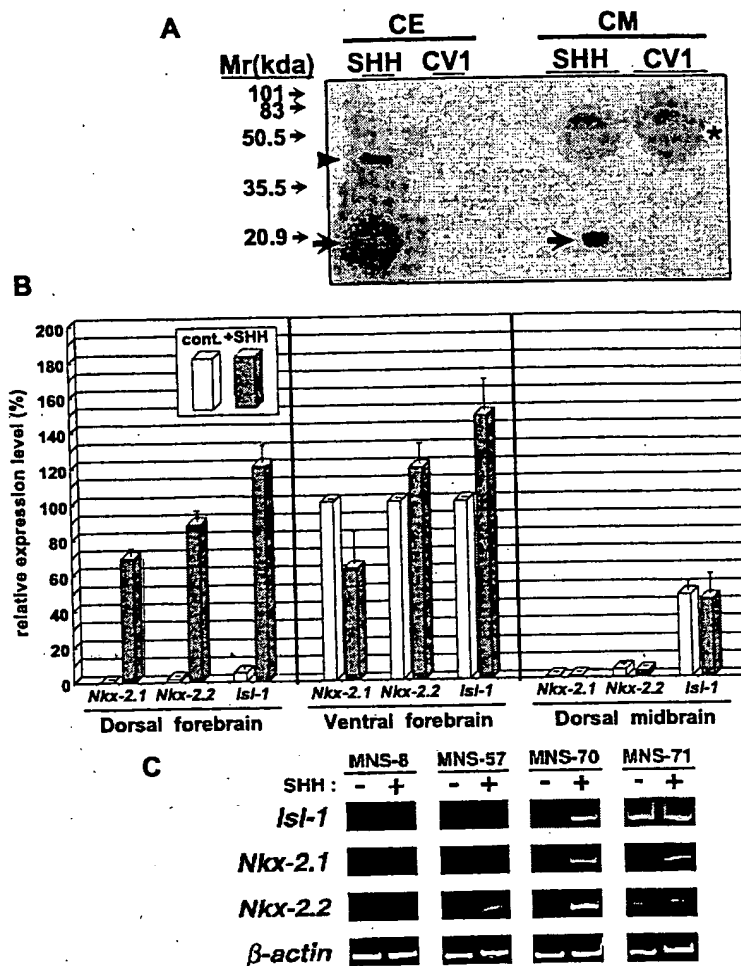 A
CE CM
SHH CV1 SHH CV1
Mr(kda)
101
83
50.5
*
35.5
20.9
B
200
180
160
140
120
100
80
60
40
20
0
relative expression level (%)
cont. +SHH
Nkx-2.1 Nkx-2.2 Isl-1 Nkx-2.1 Nkx-2.2 Isl-1 Nkx-2.1 Nkx-2.2 Isl-1
Dorsal forebrain Ventral forebrain Dorsal midbrain
C
MNS-8 MNS-57 MNS-70 MNS-71
SHH : - + - + - + - +
Isl-1
Nkx-2.1
Nkx-2.2
β-actin